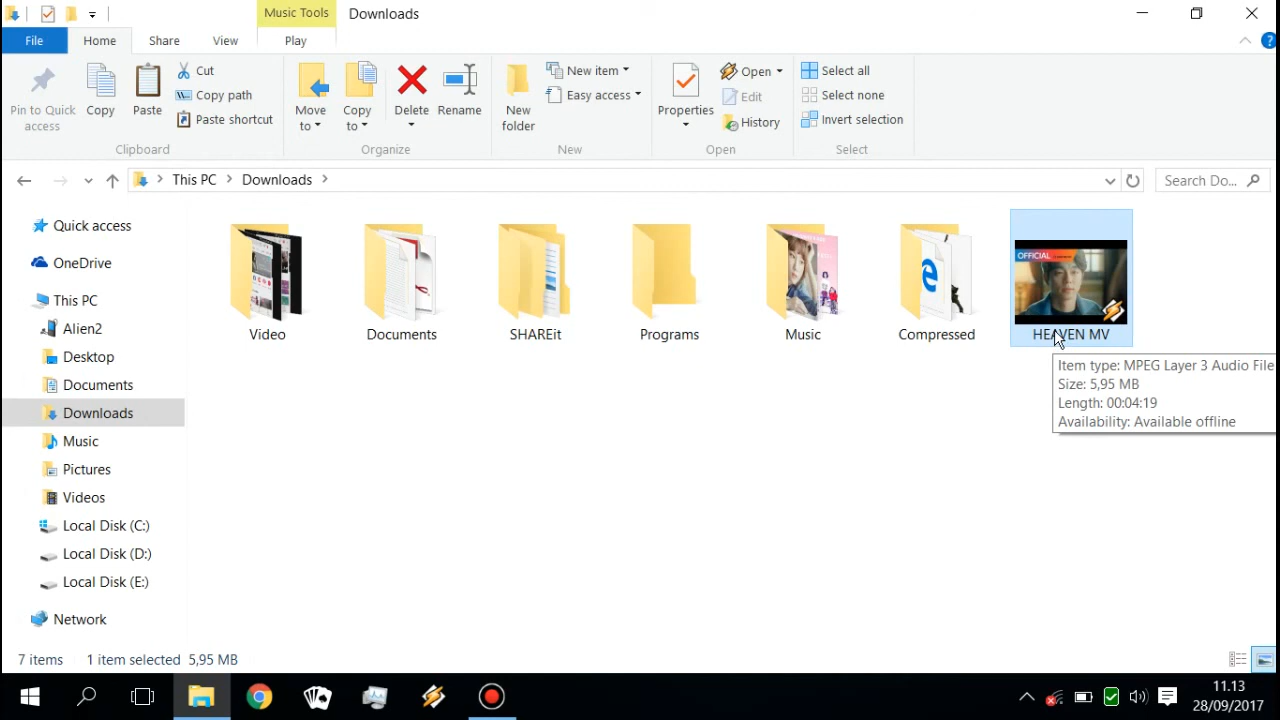 Music Tools
Downloads
File
Home
Share
View
Play
Pin to Quick
access
Copy
Paste
Cut
Copy path
Paste shortcut
Clipboard
Move
to
Copy
to
Delete
Rename
Organize
New
folder
New item
Easy access
New
Properties
Open
Edit
History
Open
Select all
Select none
Invert selection
Select
This PC
Downloads
Search Do...
Quick access
OneDrive
This PC
Alien2
Desktop
Documents
Downloads
Music
Pictures
Videos
Local Disk (C:)
Local Disk (D:)
Local Disk (E:)
Network
OFFICIAL
Video
Documents
SHAREit
Programs
Music
Compressed
HEAVEN MV
Item type: MPEG Layer 3 Audio File
Size: 5,95 MB
Length: 00:04:19
Availability: Available offline
7 items
1 item selected 5,95 MB
11.13
28/09/2017